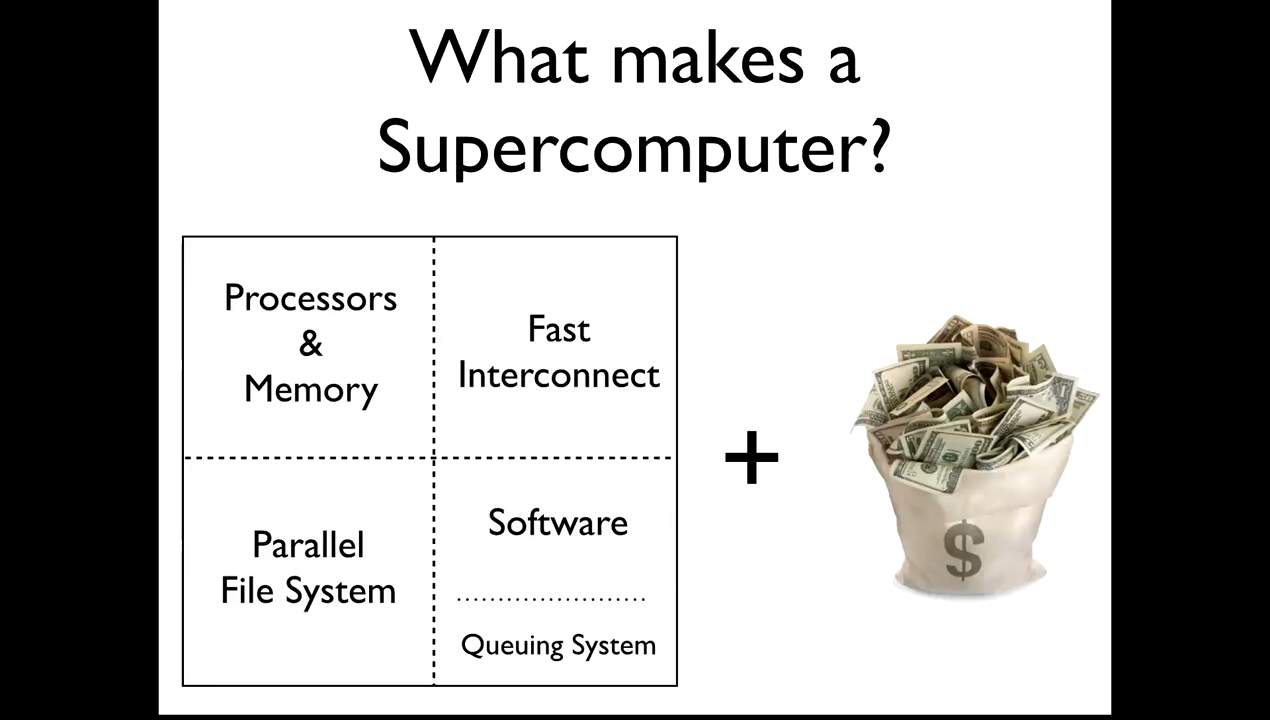 What makes a
Supercomputer?
Processors
&
Memory
Fast
Interconnect
Parallel
File System
Software
Queuing System
+
$